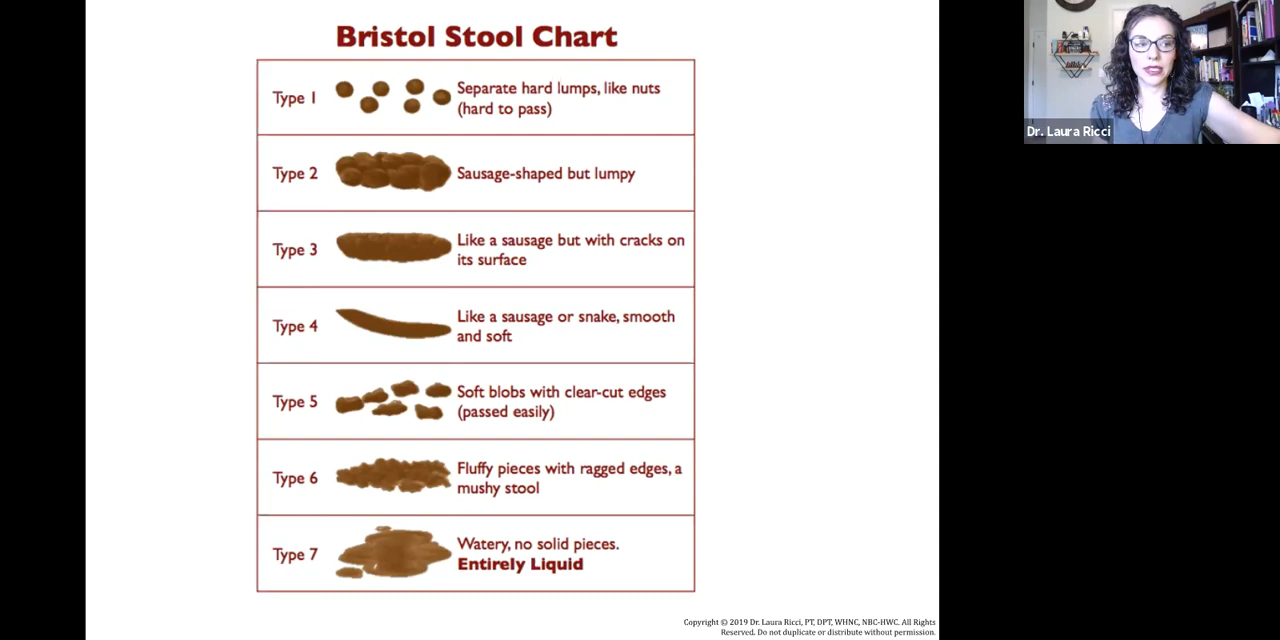 Bristol Stool Chart
Type 1
Separate hard lumps, like nuts
(hard to pass)
Type 2
Sausage-shaped but lumpy
Type 3
Like a sausage but with cracks on
its surface
Type 4
Like a sausage or snake, smooth
and soft
Type 5
Soft blobs with clear-cut edges
(passed easily)
Type 6
Fluffy pieces with ragged edges, a
mushy stool
Type 7
Watery, no solid pieces.
Entirely Liquid
Copyright © 2019 Dr. Laura Ricci, PT, DPT, WHNC, NBC-HWC. All Rights
Reserved. Do not duplicate or distribute without permission.
Dr. Laura Ricci